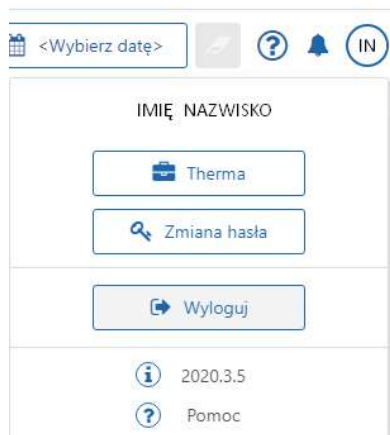 <Wybierz datę> IN
IMIĘ NAZWISKO
Therma
Zmiana hasła
Wyloguj
2020.3.5
Pomoc